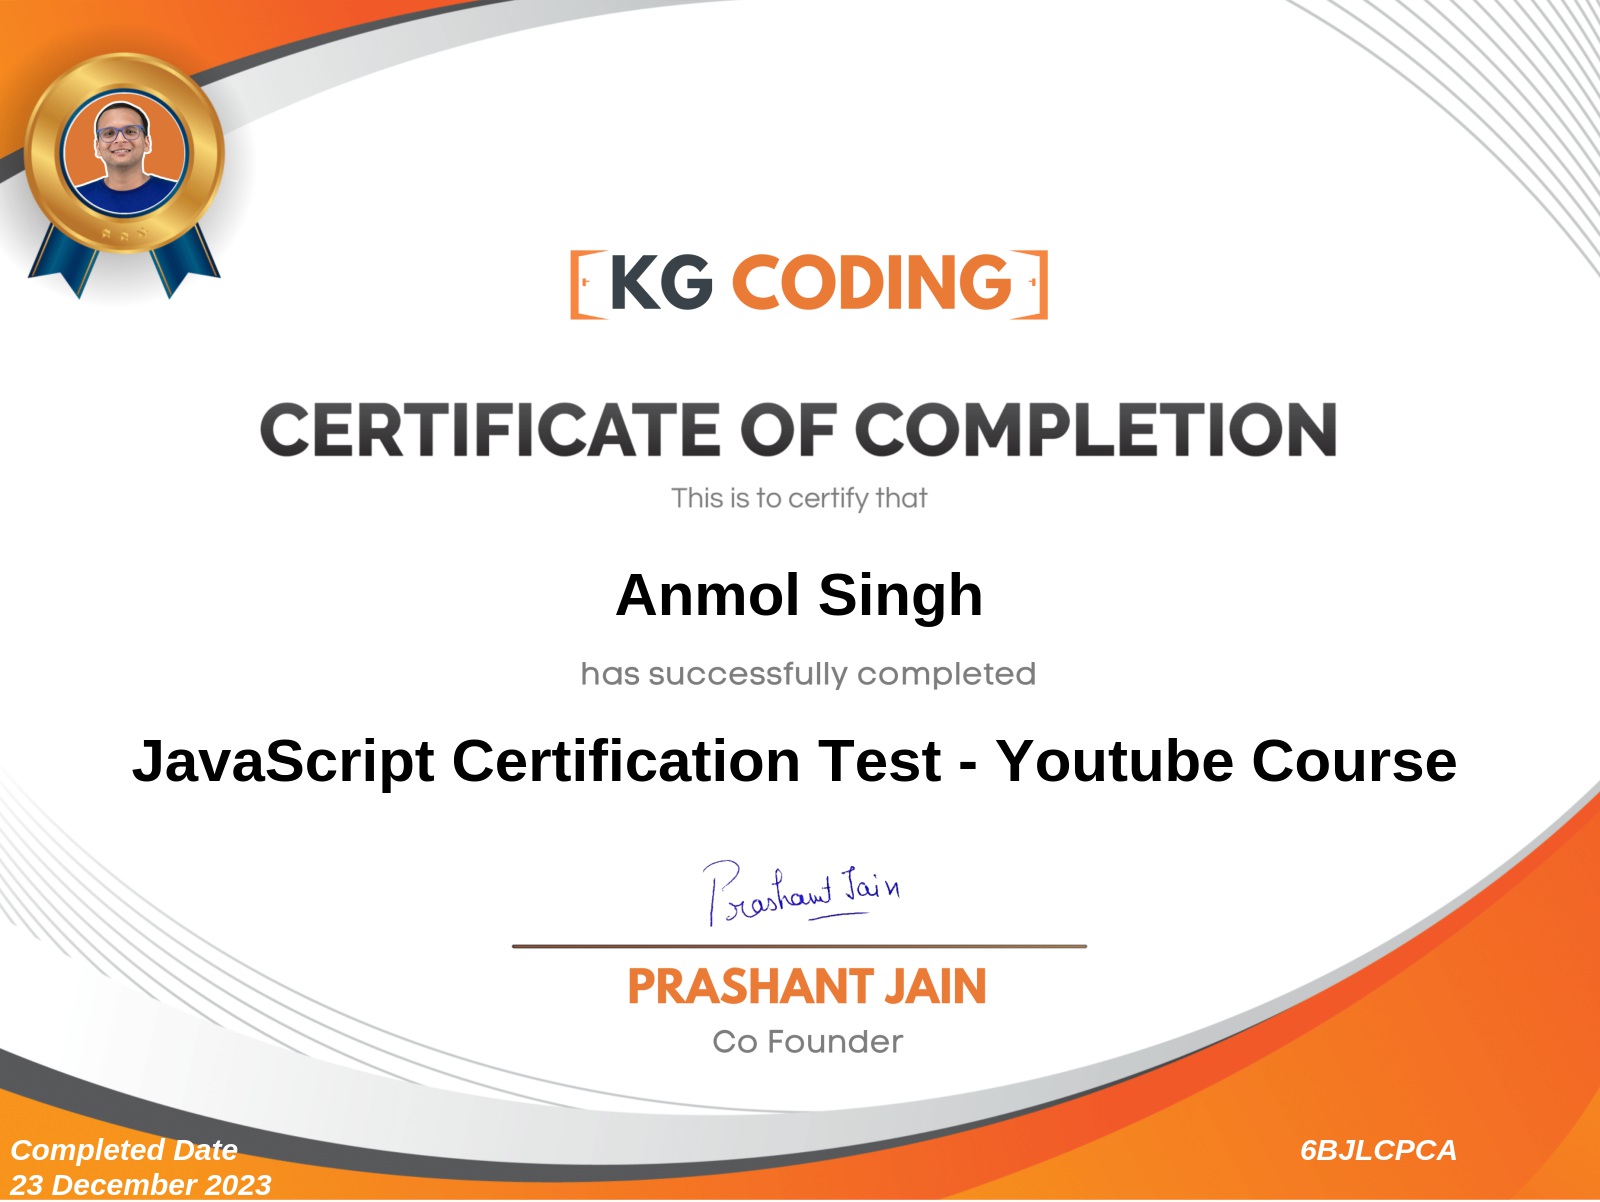 KG CODING
CERTIFICATE OF COMPLETION
This is to certify that
Anmol Singh
has successfully completed
JavaScript Certification Test - Youtube Course
Prashant Jain
PRASHANT JAIN
Co Founder
Completed Date
23 December 2023
6BJLCPCA